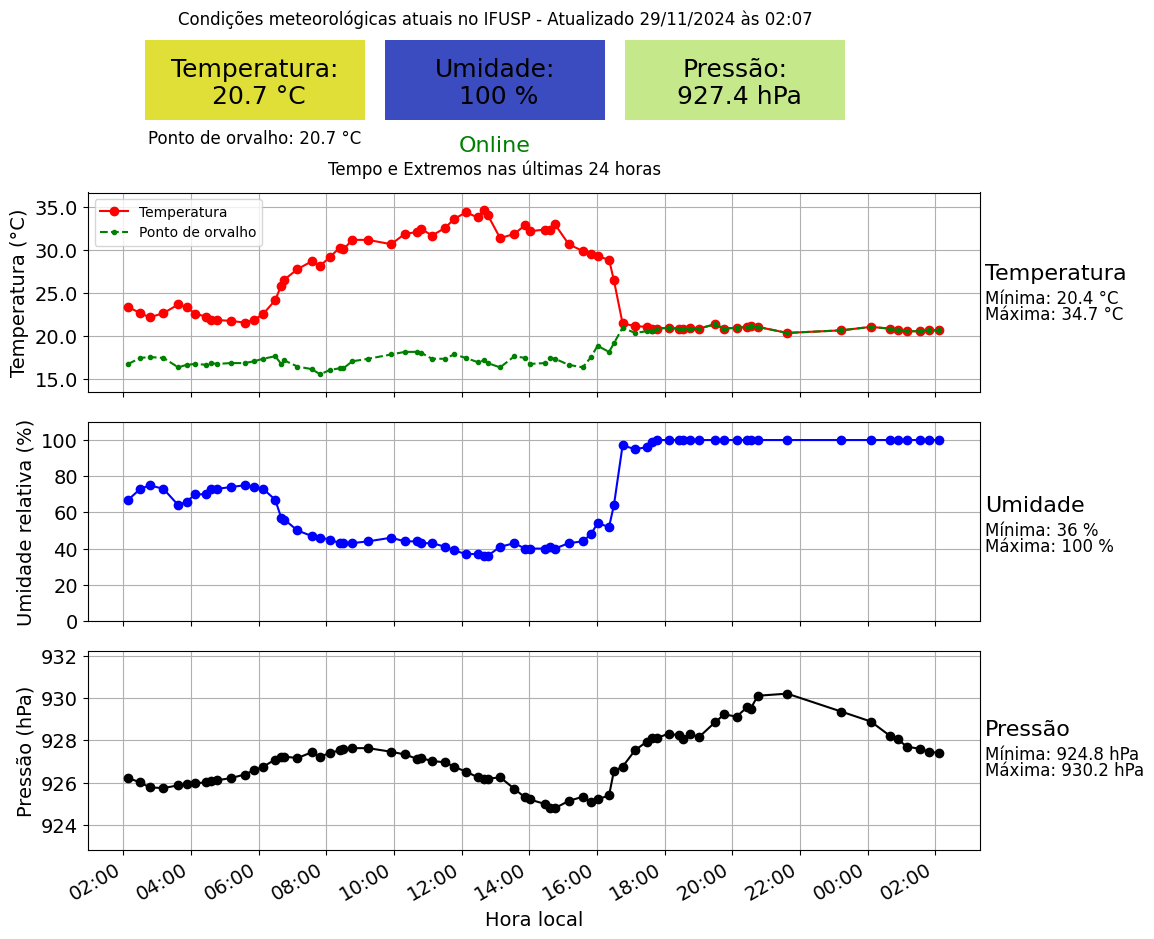 Condições meteorológicas atuais no IFUSP - Atualizado 29/11/2024 às 02:07
Temperatura:
20.7 °C
Umidade:
100 %
Pressão:
927.4 hPa
Ponto de orvalho: 20.7 °C
Online
Tempo e Extremos nas últimas 24 horas
Temperatura (°C)
35.0
30.0
25.0
20.0
15.0
Temperatura
Ponto de orvalho
Temperatura
Mínima: 20.4 °C
Máxima: 34.7 °C
Umidade relativa (%)
100
80
60
40
20
0
Umidade
Mínima: 36 %
Máxima: 100 %
Pressão (hPa)
932
930
928
926
924
Pressão
Mínima: 924.8 hPa
Máxima: 930.2 hPa
02:00 04:00 06:00 08:00 10:00 12:00 14:00 16:00 18:00 20:00 22:00 00:00 02:00
Hora local